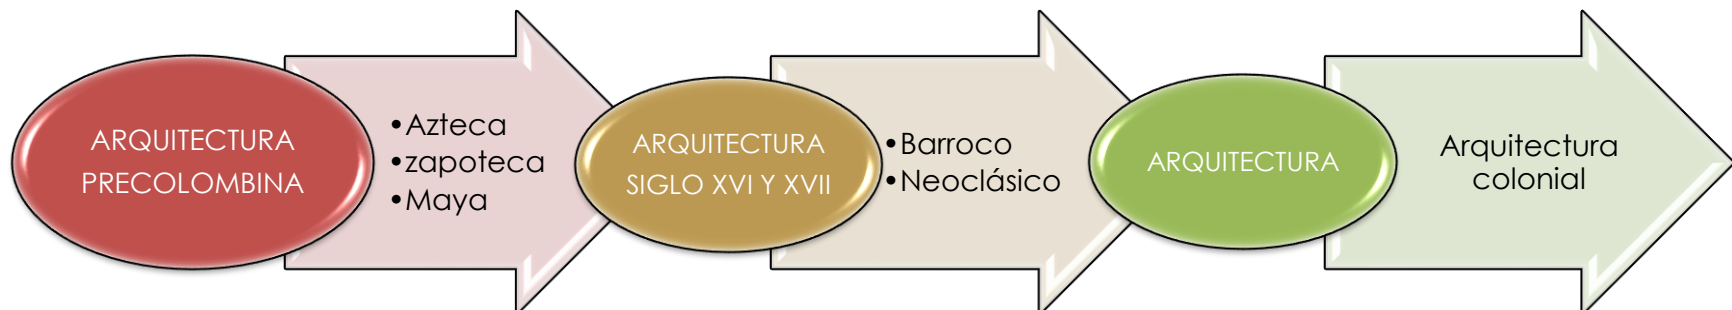 ARQUITECTURA
PRECOLOMBINA
•Azteca
•zapoteca
•Maya
ARQUITECTURA
SIGLO XVI Y XVII
•Barroco
•Neoclásico
ARQUITECTURA
Arquitectura
colonial